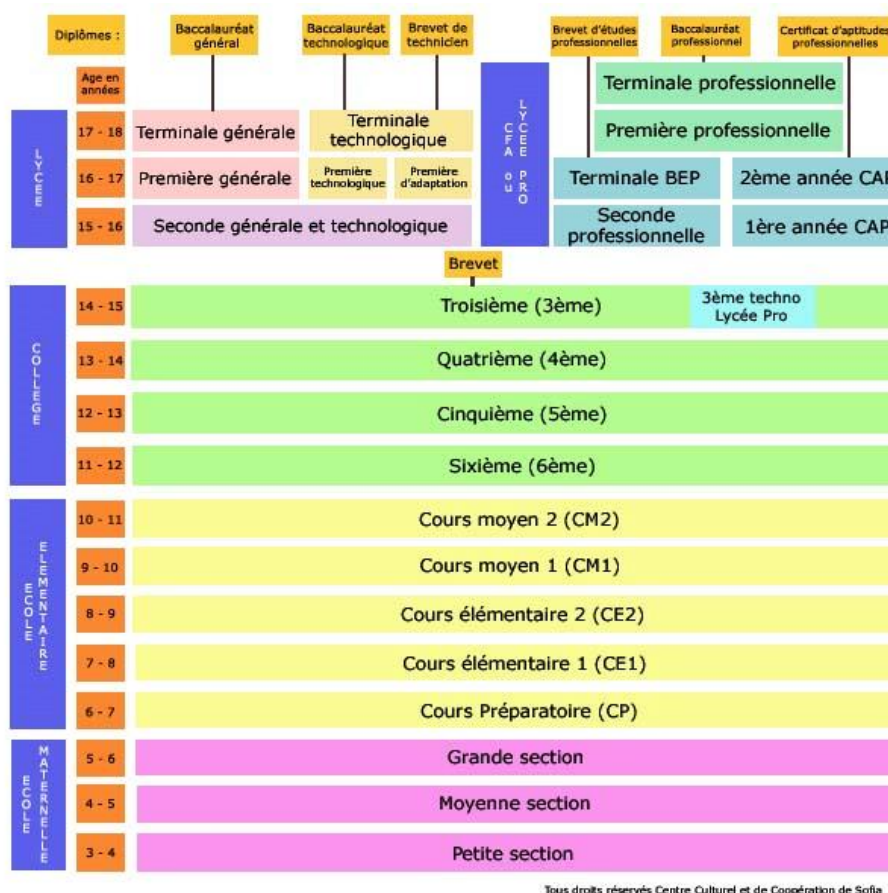 Diplômes :
Baccalauréat
général
Baccalauréat
technologique
Brevet de
technicien
Brevet d'études
professionnelles
Baccalauréat
professionnel
Certificat d'aptitudes
professionnelles
Age en
années
LYCEE
17 - 18
Terminale générale
Terminale
technologique
LYCEE PRO
ou
CFA
Terminale professionnelle
Première professionnelle
16 - 17
Première générale
Première
technologique
Première
d'adaptation
Terminale BEP
2ème année CAP
15 - 16
Seconde générale et technologique
Seconde
professionnelle
1ère année CAP
Brevet
COLLEGE
14 - 15
Troisième (3ème)
3ème techno
Lycée Pro
13 - 14
Quatrième (4ème)
12 - 13
Cinquième (5ème)
11 - 12
Sixième (6ème)
ECOLE
ELEMENTAIRE
10 - 11
Cours moyen 2 (CM2)
9 - 10
Cours moyen 1 (CM1)
8 - 9
Cours élémentaire 2 (CE2)
7 - 8
Cours élémentaire 1 (CE1)
6 - 7
Cours Préparatoire (CP)
ECOLE
MATERNELLE
5 - 6
Grande section
4 - 5
Moyenne section
3 - 4
Petite section
Tous droits réservés Centre Culturel et de Coopération de Sofia